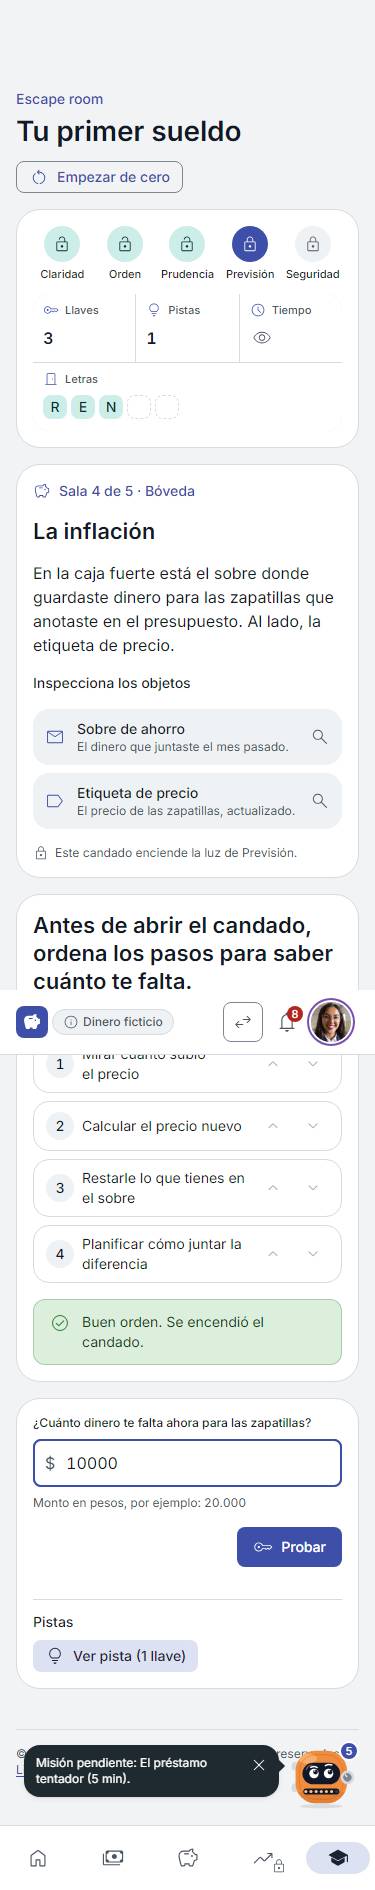 Escape room
Tu primer sueldo
Empezar de cero
Claridad Orden Prudencia Previsión Seguridad
Llaves Pistas Tiempo
3 1
Letras
R E N
Sala 4 de 5 · Bóveda
La inflación
En la caja fuerte está el sobre donde
guardaste dinero para las zapatillas que
anotaste en el presupuesto. Al lado, la
etiqueta de precio.
Inspecciona los objetos
Sobre de ahorro
El dinero que juntaste el mes pasado.
Etiqueta de precio
El precio de las zapatillas, actualizado.
Este candado enciende la luz de Previsión.
Antes de abrir el candado,
ordena los pasos para saber
cuánto te falta.
Dinero ficticio 8
1 Mirar cuánto subió
el precio
2 Calcular el precio nuevo
3 Restarle lo que tienes en
el sobre
4 Planificar cómo juntar la
diferencia
Buen orden. Se encendió el
candado.
¿Cuánto dinero te falta ahora para las zapatillas?
$ 10000
Monto en pesos, por ejemplo: 20.000
Probar
Pistas
Ver pista (1 llave)
©
Misión pendiente: El préstamo
tentador (5 min).
5